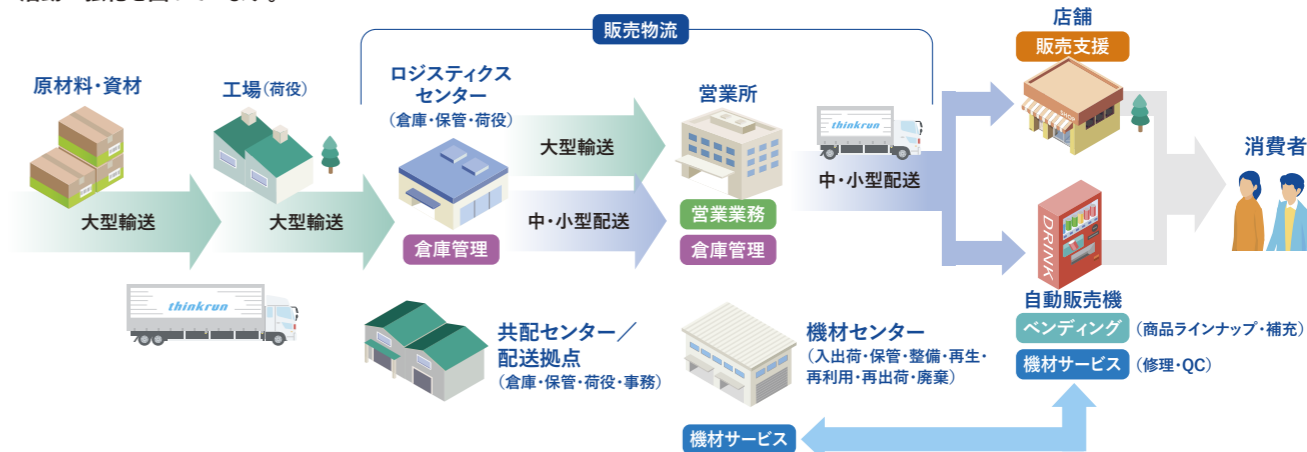 販売物流
店舗
販売支援
原材料・資材
工場(荷役)
ロジスティクス
センター
(倉庫・保管・荷役)
営業所
thinkrun
SHOP
消費者
大型輸送
大型輸送
大型輸送
中・小型配送
中・小型配送
倉庫管理
営業業務
倉庫管理
DRINK
thinkrun
共配センター/
配送拠点
(倉庫・保管・荷役・事務)
機材センター
(入出荷・保管・整備・再生・
再利用・再出荷・廃棄)
自動販売機
ベンディング (商品ラインナップ・補充)
機材サービス (修理・QC)
機材サービス